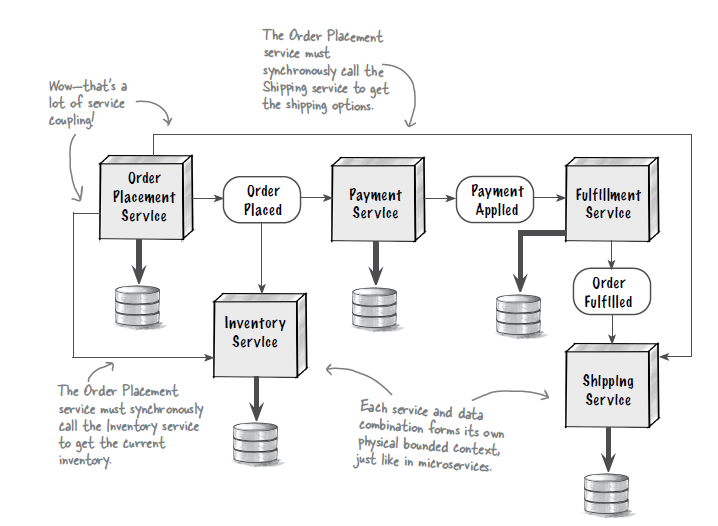 The Order Placement
service must
synchronously call the
Shipping service to get
the shipping options.
Wow—that's a
lot of service
coupling!
Order
Placement
Service
Order
Placed
Payment
Service
Payment
Applied
Fulfillment
Service
Order
Fulfilled
Inventory
Service
Shipping
Service
The Order Placement
service must synchronously
call the Inventory service
to get the current
inventory.
Each service and data
combination forms its own
physical bounded context,
just like in microservices.